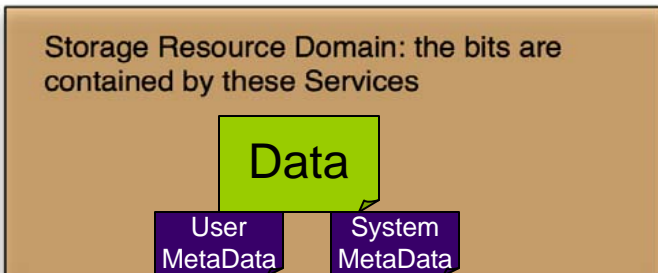 Storage Resource Domain: the bits are
contained by these Services
Data
User
MetaData
System
MetaData